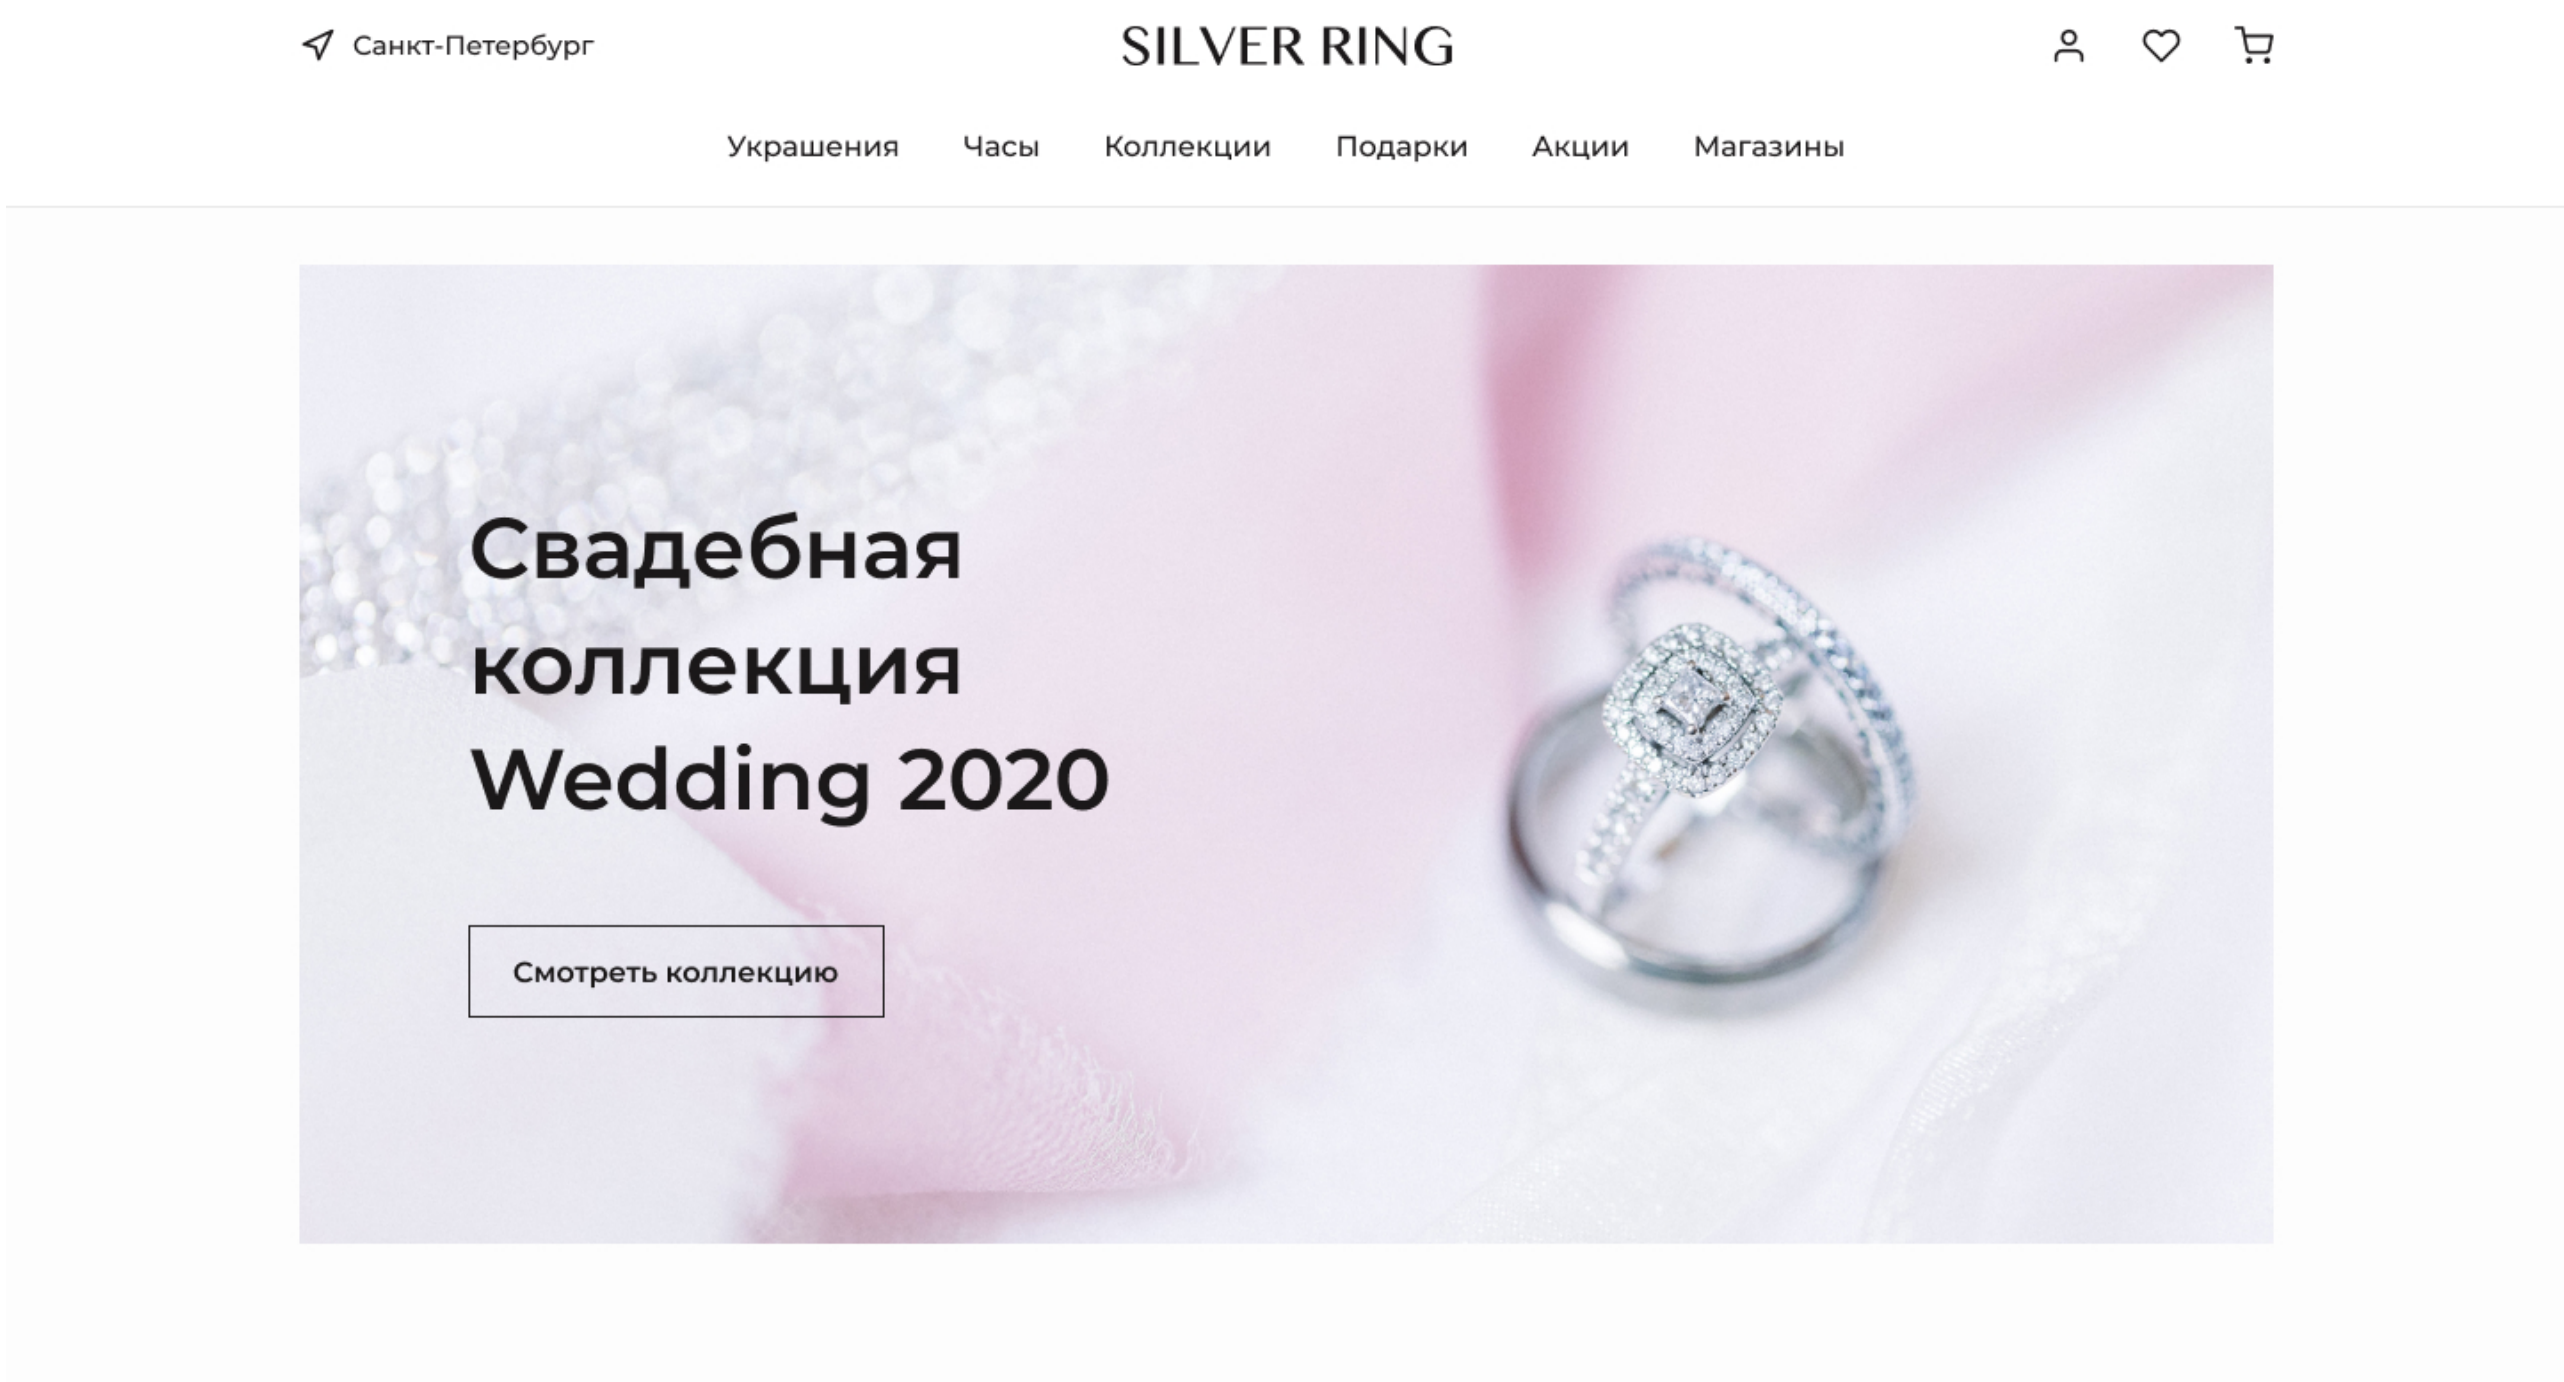 Санкт-Петербург
SILVER RING
Украшения Часы Коллекции Подарки Акции Магазины
Свадебная
коллекция
Wedding 2020
Смотреть коллекцию